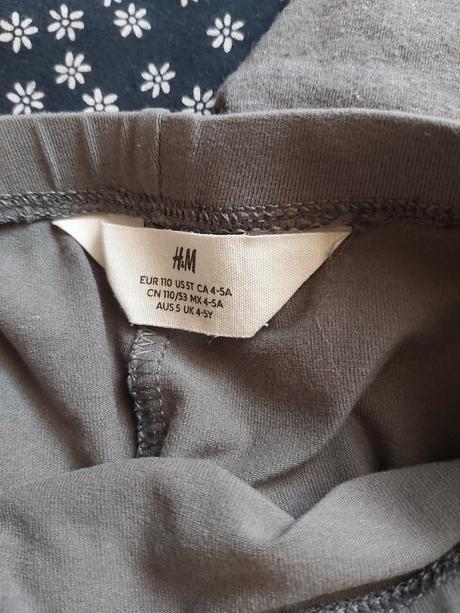 H&M
EUR 110 US 5T CA 4-5A
CN 110/53 MX 4-5A
AUS 5 UK 4-5Y